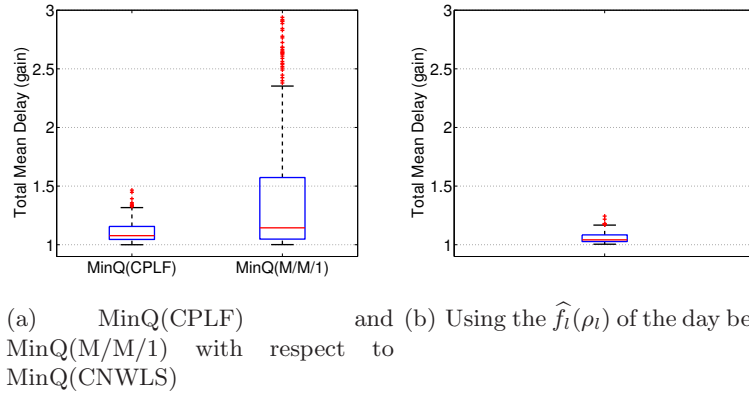 3
2.5
2
1.5
1
Total Mean Delay (gain)
MinQ(CPLF) MinQ(M/M/1)
3
2.5
2
1.5
1
Total Mean Delay (gain)
(a) MinQ(CPLF) and
MinQ(M/M/1) with respect to
MinQ(CNWLS)
(b) Using the f̂_l(ρ_l) of the day be